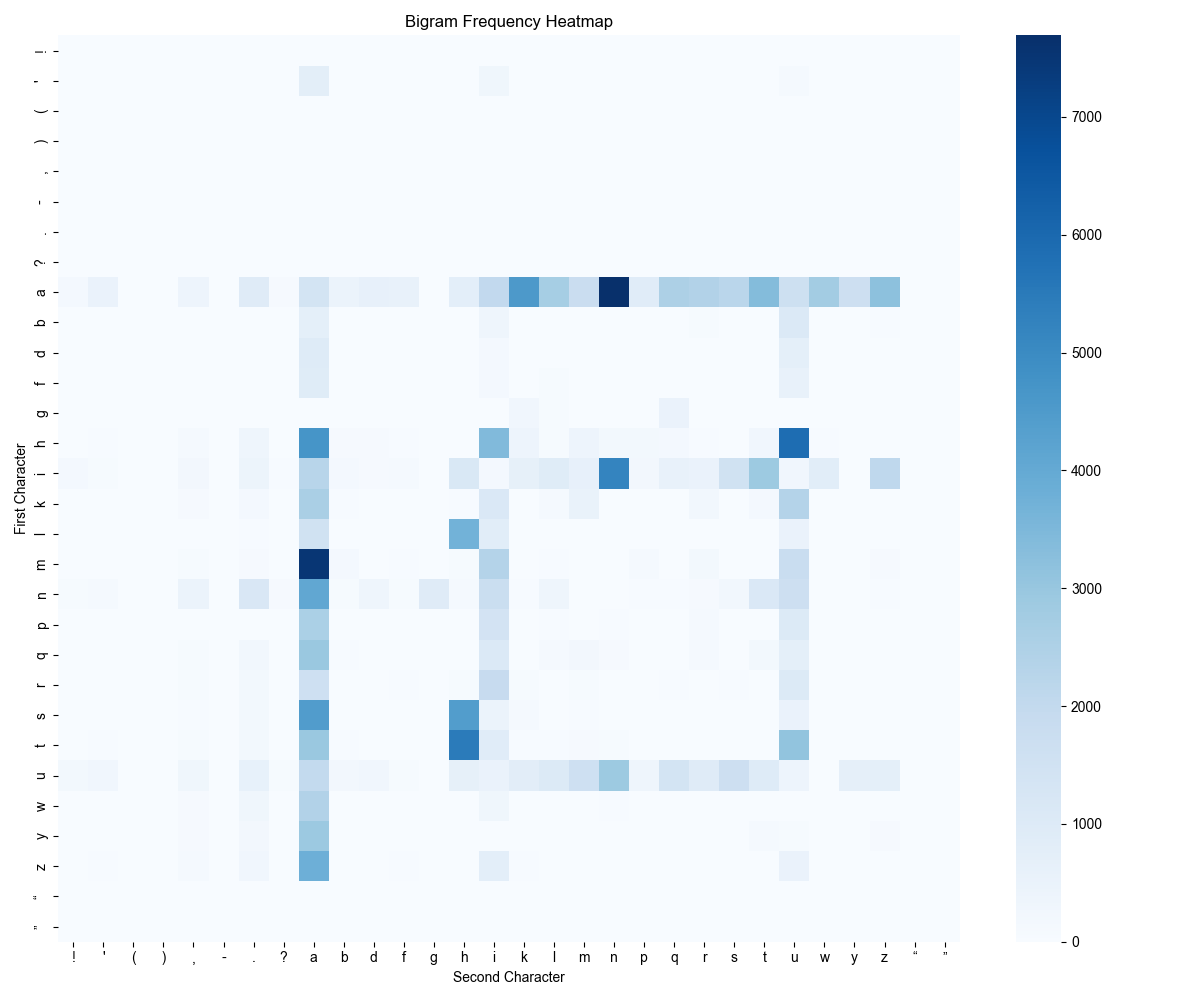 Bigram Frequency Heatmap
First Character
!
'
(
)
,
-
.
?
a
b
d
f
g
h
i
k
l
m
n
p
q
r
s
t
u
w
y
z
“
”
! ' ( ) , - . ? a b d f g h i k l m n p q r s t u w y z “ ”
Second Character
7000
6000
5000
4000
3000
2000
1000
0